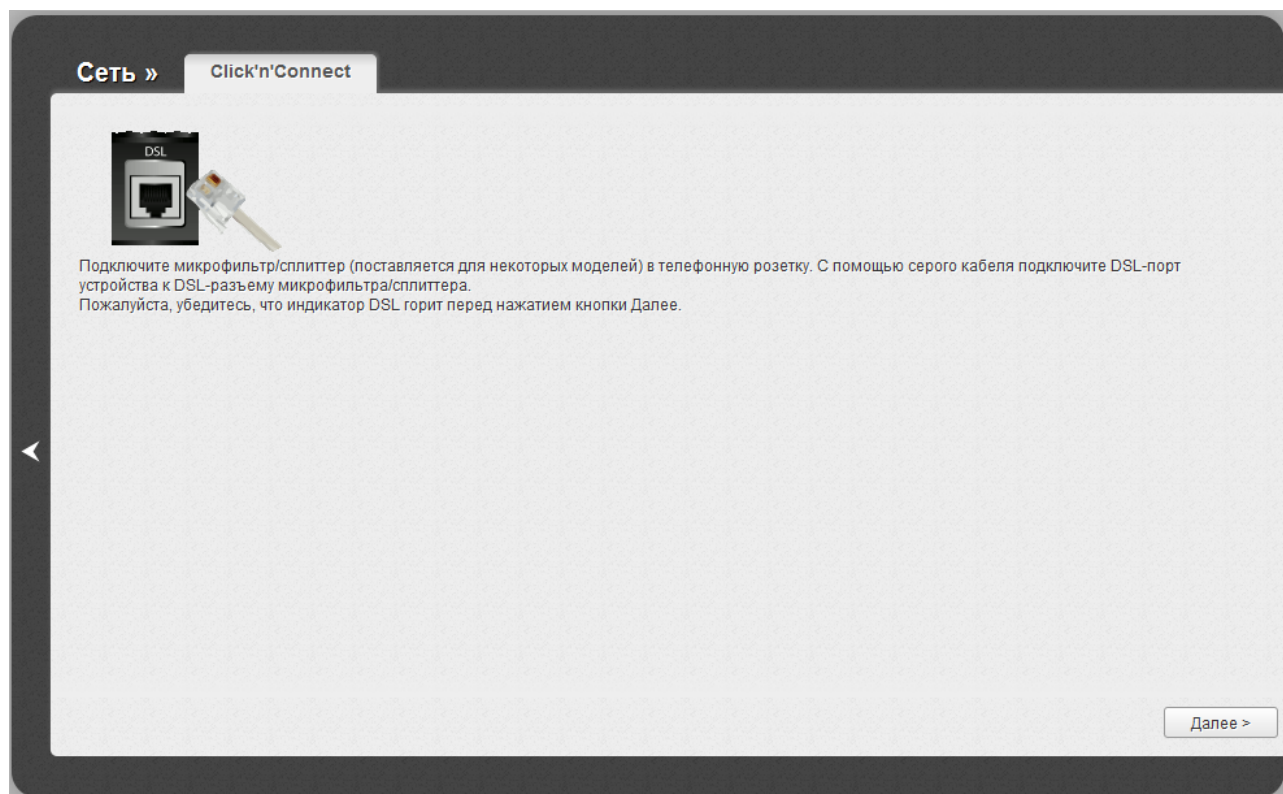 Сеть »
Click'n'Connect
DSL
Подключите микрофильтр/сплиттер (поставляется для некоторых моделей) в телефонную розетку. С помощью серого кабеля подключите DSL-порт
устройства к DSL-разъему микрофильтра/сплиттера.
Пожалуйста, убедитесь, что индикатор DSL горит перед нажатием кнопки Далее.
Далее >